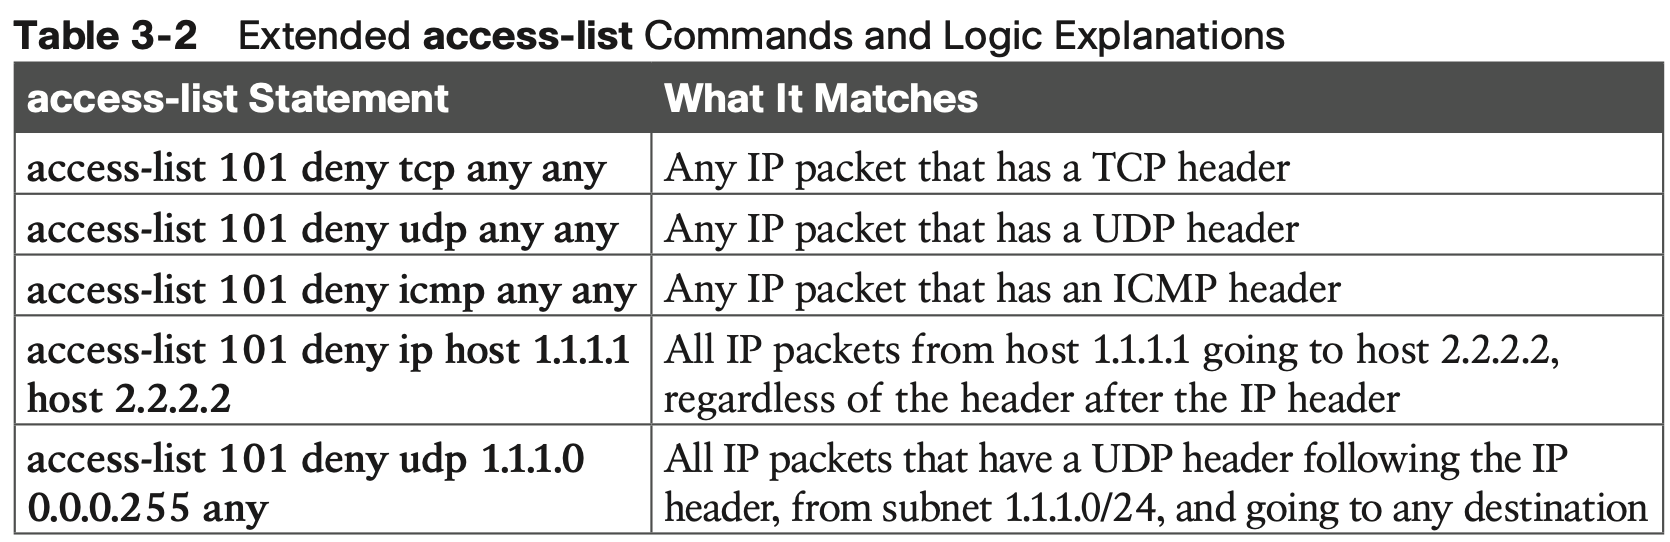 Table 3-2 Extended access-list Commands and Logic Explanations
access-list Statement What It Matches
access-list 101 deny tcp any any Any IP packet that has a TCP header
access-list 101 deny udp any any Any IP packet that has a UDP header
access-list 101 deny icmp any any Any IP packet that has an ICMP header
access-list 101 deny ip host 1.1.1.1
host 2.2.2.2
All IP packets from host 1.1.1.1 going to host 2.2.2.2,
regardless of the header after the IP header
access-list 101 deny udp 1.1.1.0
0.0.0.255 any
All IP packets that have a UDP header following the IP
header, from subnet 1.1.1.0/24, and going to any destination